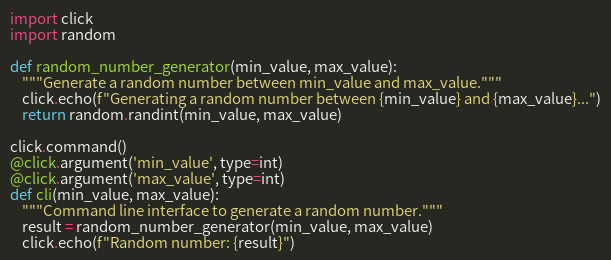 import click
import random

def random_number_generator(min_value, max_value):
    """Generate a random number between min_value and max_value."""
    click.echo(f"Generating a random number between {min_value} and {max_value}...")
    return random.randint(min_value, max_value)

click.command()
@click.argument('min_value', type=int)
@click.argument('max_value', type=int)
def cli(min_value, max_value):
    """Command line interface to generate a random number."""
    result = random_number_generator(min_value, max_value)
    click.echo(f"Random number: {result}")